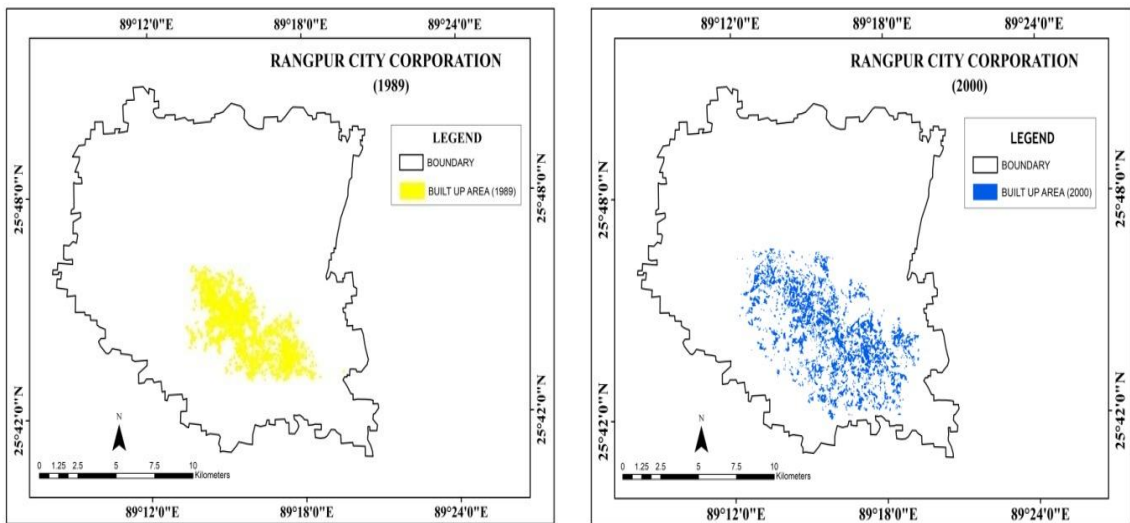 89°12'0"E 89°18'0"E 89°24'0"E
RANGPUR CITY CORPORATION
(1989)
LEGEND
BOUNDARY
BUILT UP AREA (1989)
25°48'0"N
25°48'0"N
25°42'0"N
25°42'0"N
N
0 1.25 2.5 5 7.5 10
Kilometers
89°12'0"E 89°18'0"E 89°24'0"E
89°12'0"E 89°18'0"E 89°24'0"E
RANGPUR CITY CORPORATION
(2000)
LEGEND
BOUNDARY
BUILT UP AREA (2000)
25°48'0"N
25°48'0"N
25°42'0"N
25°42'0"N
N
0 1.25 2.5 5 7.5 10
Kilometers
89°12'0"E 89°18'0"E 89°24'0"E